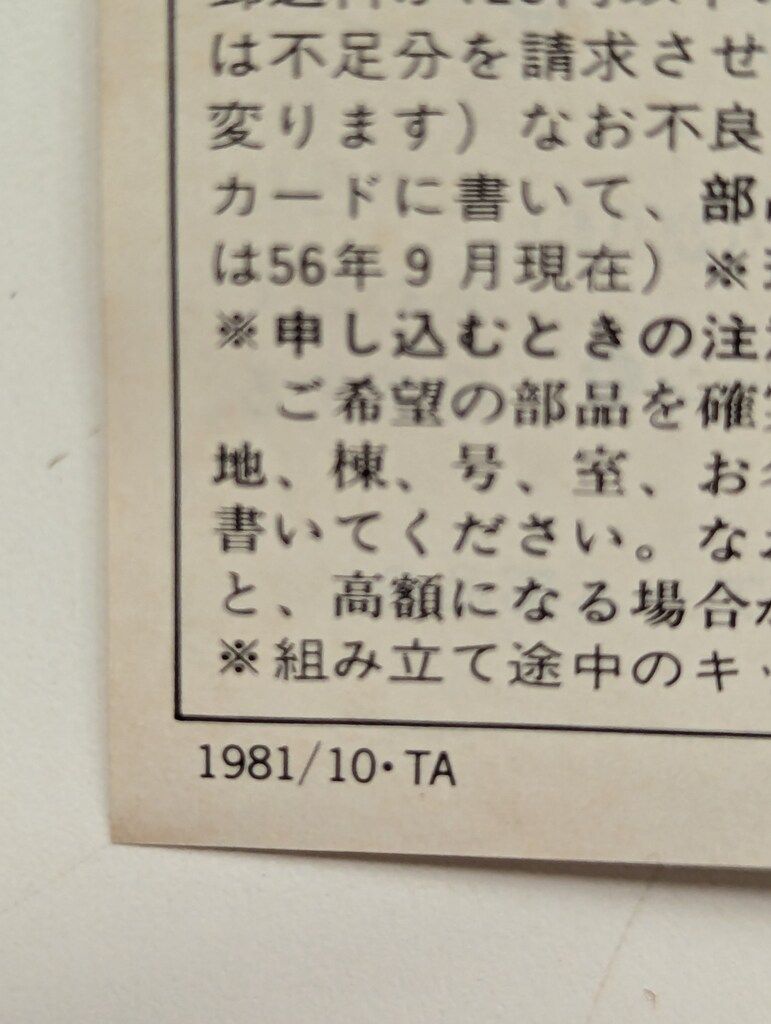 は不足分を請求させ
変ります）なお不良
カードに書いて、部
は56年9月現在）※
※申し込むときの注
ご希望の部品を確
地、棟、号、室、お
書いてください。な
と、高額になる場合
※組み立て途中のキ
1981/10・TA